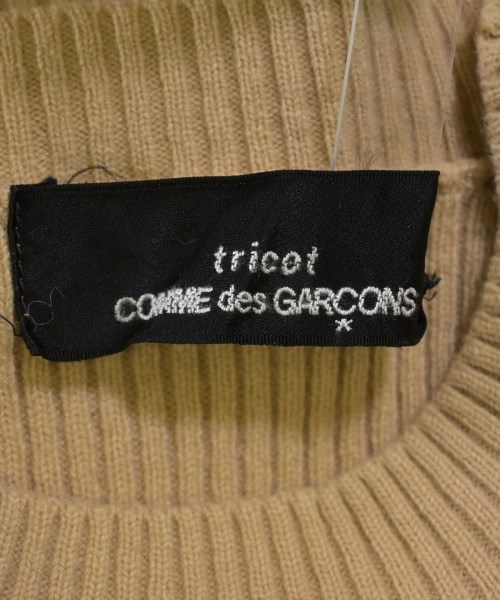 tricot
COMME des GARCONS
*